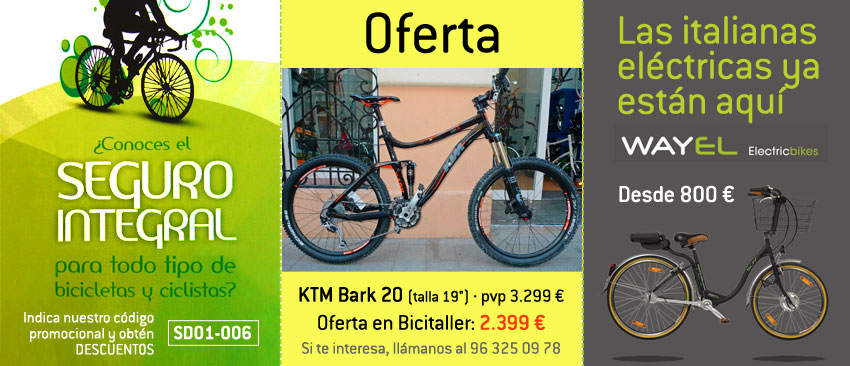 ¿Conoces el
SEGURO
INTEGRAL
para todo tipo de
bicicletas y ciclistas?
Indica nuestro código
promocional y obtén
DESCUENTOS
SD01-006
Oferta
KTM
KTM Bark 20 (talla 19") · pvp 3.299 €
Oferta en Bicitaller: 2.399 €
Si te interesa, llámanos al 96 325 09 78
Las italianas
eléctricas ya
están aquí
WAYEL Electricbikes
Desde 800 €